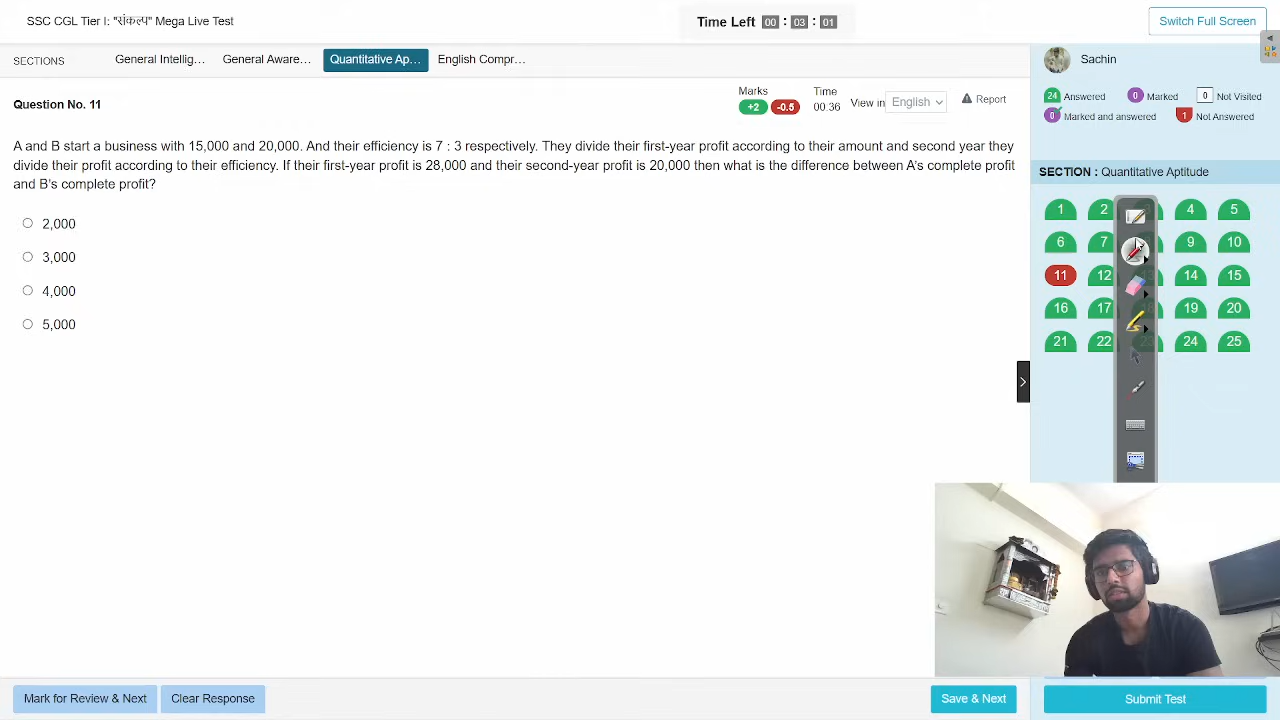 SSC CGL Tier I: "संकल्प" Mega Live Test
Time Left 00 : 03 : 01
Switch Full Screen
SECTIONS
General Intellig...
General Aware...
Quantitative Ap...
English Compr...
Sachin
Question No. 11
Marks
+2 -0.5
Time
00.36
View in English
Report
24 Answered
0 Marked
0 Not Visited
0 Marked and answered
1 Not Answered
A and B start a business with 15,000 and 20,000. And their efficiency is 7 : 3 respectively. They divide their first-year profit according to their amount and second year they
divide their profit according to their efficiency. If their first-year profit is 28,000 and their second-year profit is 20,000 then what is the difference between A's complete profit
and B's complete profit?
2,000
3,000
4,000
5,000
SECTION : Quantitative Aptitude
1 2 4 5
6 7 9 10
11 12 14 15
16 17 19 20
21 22 23 24 25
Mark for Review & Next
Clear Response
Save & Next
Submit Test